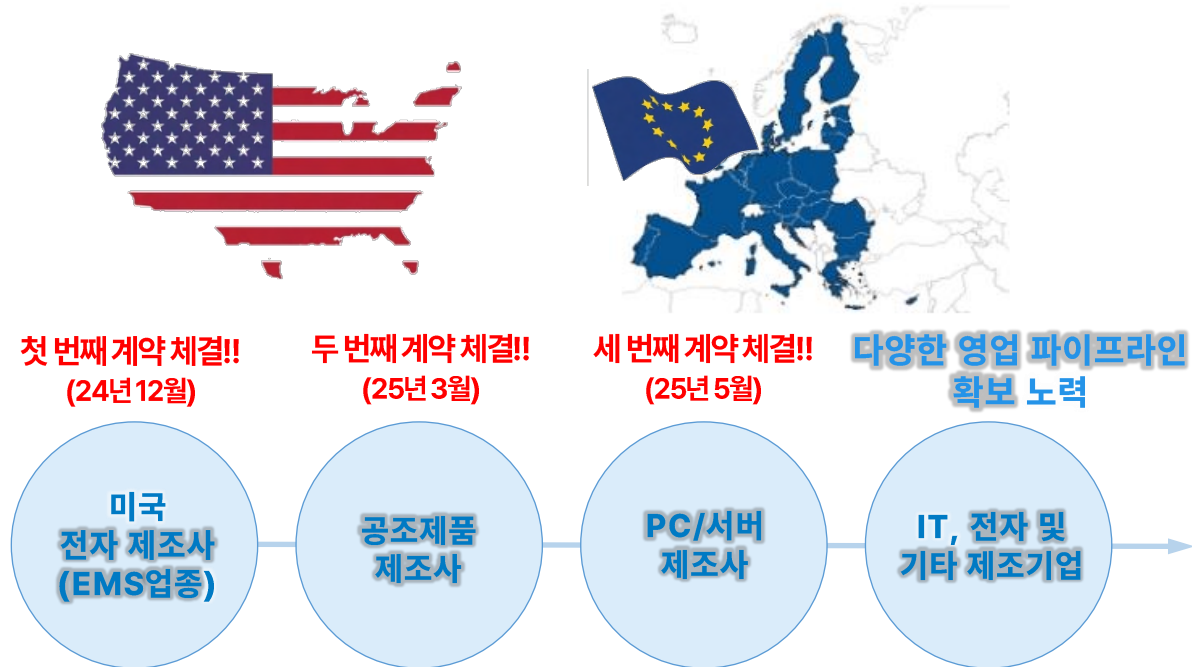 첫 번째 계약 체결!!
(24년 12월)
두 번째 계약 체결!!
(25년 3월)
세 번째 계약 체결!!
(25년 5월)
다양한 영업 파이프라인
확보 노력
미국
전자 제조사
(EMS업종)
공조제품
제조사
PC/서버
제조사
IT, 전자 및
기타 제조기업